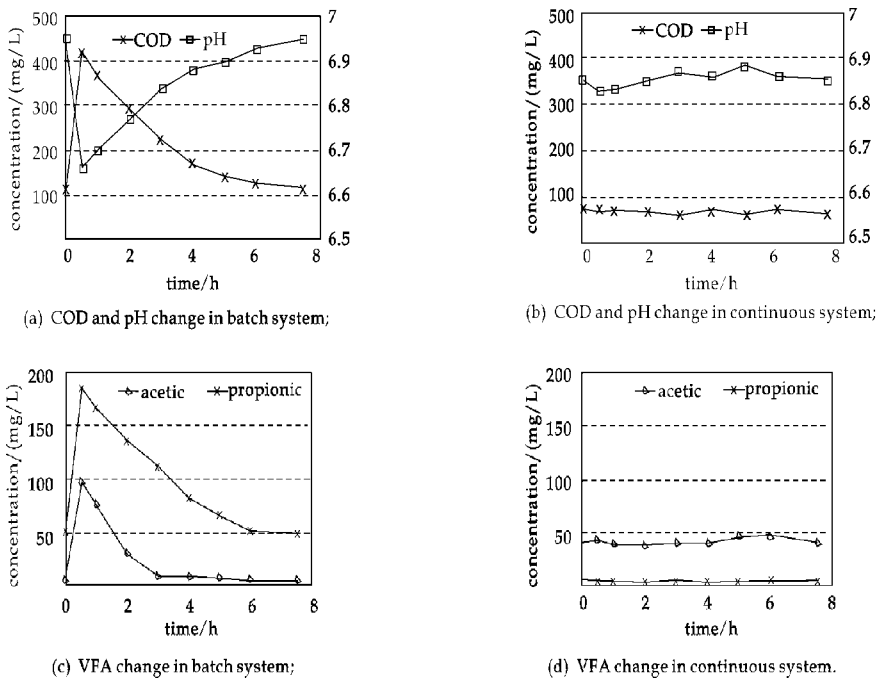 500
400
300
200
100
COD
pH
7
6.9
6.8
6.7
6.6
6.5
0 2 4 6 8
time/h
concentration/(mg/L)
(a) COD and pH change in batch system;
500
400
300
200
100
COD
pH
7
6.9
6.8
6.7
6.6
6.5
0 1 2 3 4 5 6 7 8
time/h
concentration/(mg/L)
(b) COD and pH change in continuous system;
200
150
100
50
acetic
propionic
0 2 4 6 8
time/h
concentration/(mg/L)
(c) VFA change in batch system;
200
150
100
50
acetic
propionic
0 2 4 6 8
time/h
concentration/(mg/L)
(d) VFA change in continuous system.